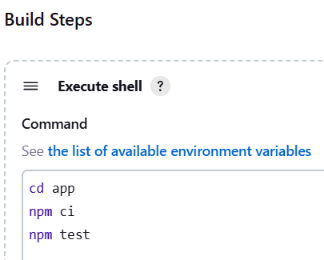 Build Steps
Execute shell ?
Command
See the list of available environment variables
cd app
npm ci
npm test